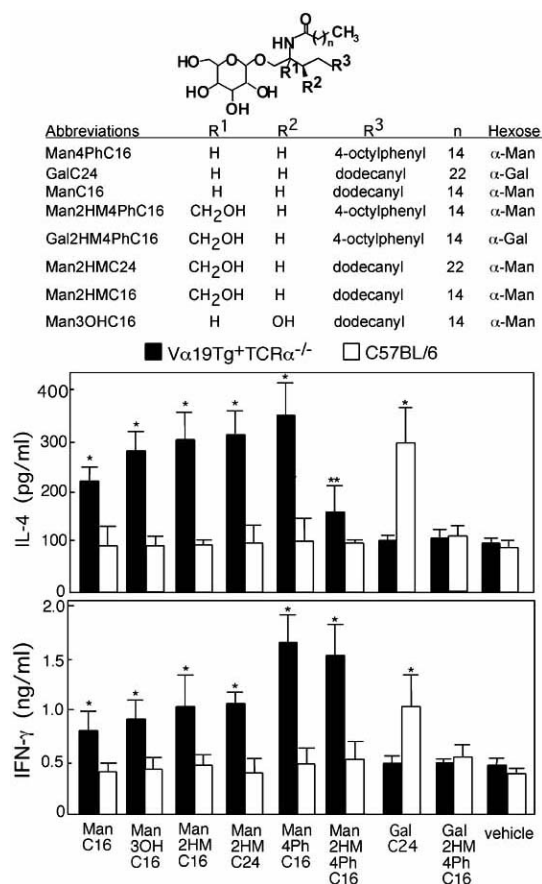 O
HN
( )n CH3
HO
O
O
R1
R3
R2
HO
HO
OH
Abbreviations R1 R2 R3 n Hexose
Man4PhC16 H H 4-octylphenyl 14 α-Man
GalC24 H H dodecanyl 22 α-Gal
ManC16 H H dodecanyl 14 α-Man
Man2HM4PhC16 CH2OH H 4-octylphenyl 14 α-Man
Gal2HM4PhC16 CH2OH H 4-octylphenyl 14 α-Gal
Man2HMC24 CH2OH H dodecanyl 22 α-Man
Man2HMC16 CH2OH H dodecanyl 14 α-Man
Man3OHC16 H OH dodecanyl 14 α-Man
Vα19Tg+TCRα-/- C57BL/6
IL-4 (pg/ml)
400
300
200
100
0
* * * * * ** *
IFN-γ (ng/ml)
2.0
1.5
1.0
0.5
0
* * * * * * *
Man Man Man Man Man Man Gal Gal vehicle
C16 3OH 2HM 2HM 4Ph 2HM C24 2HM
C16 C16 C24 C16 4Ph 4Ph
C16 C16